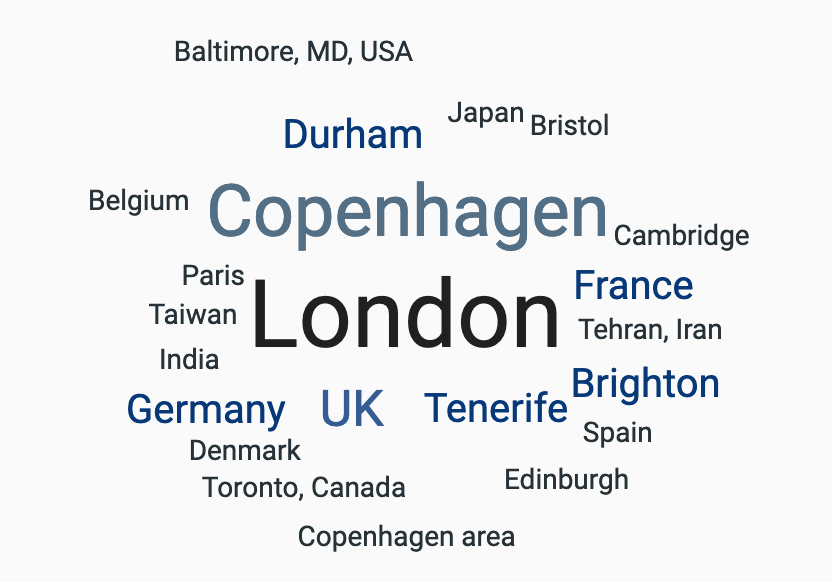 Baltimore, MD, USA
Japan
Bristol
Durham
Belgium
Copenhagen
Cambridge
Paris
London
France
Taiwan
Tehran, Iran
India
Brighton
Germany
UK
Tenerife
Spain
Denmark
Toronto, Canada
Edinburgh
Copenhagen area